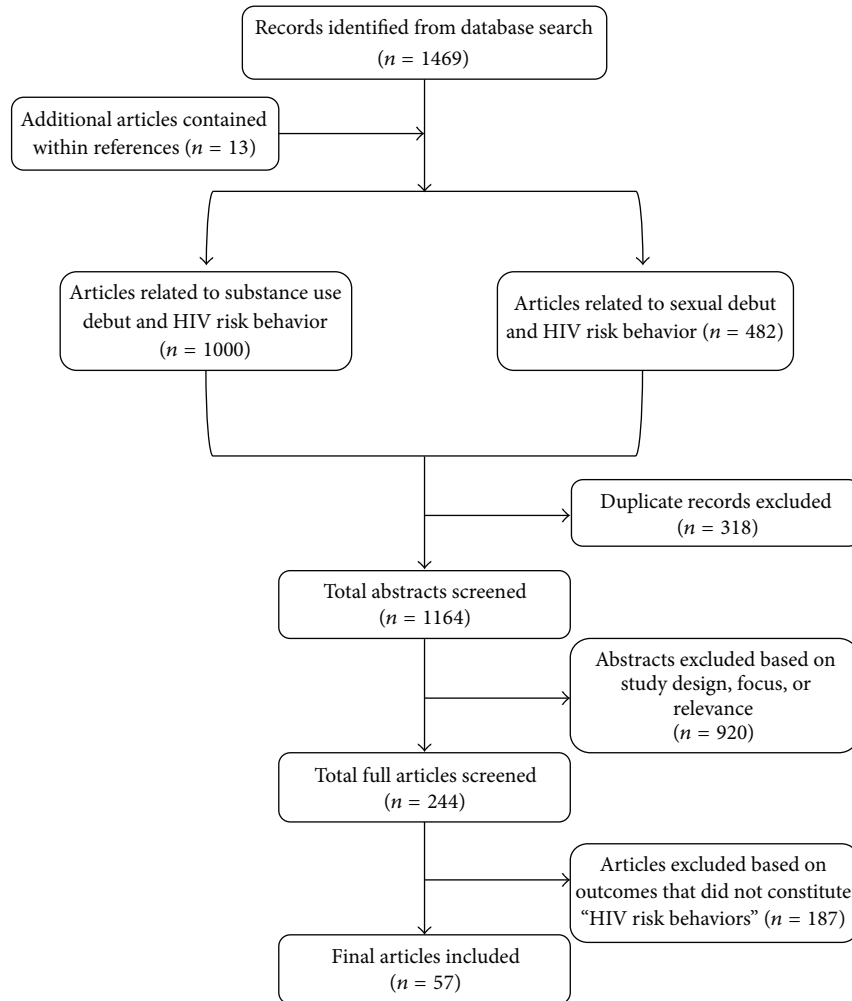 Records identified from database search
(n = 1469)
Additional articles contained
within references (n = 13)
Articles related to substance use
debut and HIV risk behavior
(n = 1000)
Articles related to sexual debut
and HIV risk behavior (n = 482)
Duplicate records excluded
(n = 318)
Total abstracts screened
(n = 1164)
Abstracts excluded based on
study design, focus, or
relevance
(n = 920)
Total full articles screened
(n = 244)
Articles excluded based on
outcomes that did not constitute
“HIV risk behaviors” (n = 187)
Final articles included
(n = 57)